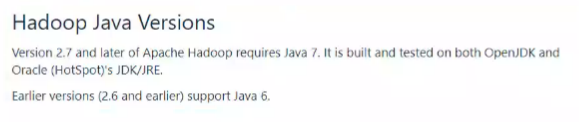 Hadoop Java Versions
Version 2.7 and later of Apache Hadoop requires Java 7. It is built and tested on both OpenJDK and
Oracle (HotSpot)'s JDK/JRE.
Earlier versions (2.6 and earlier) support Java 6.